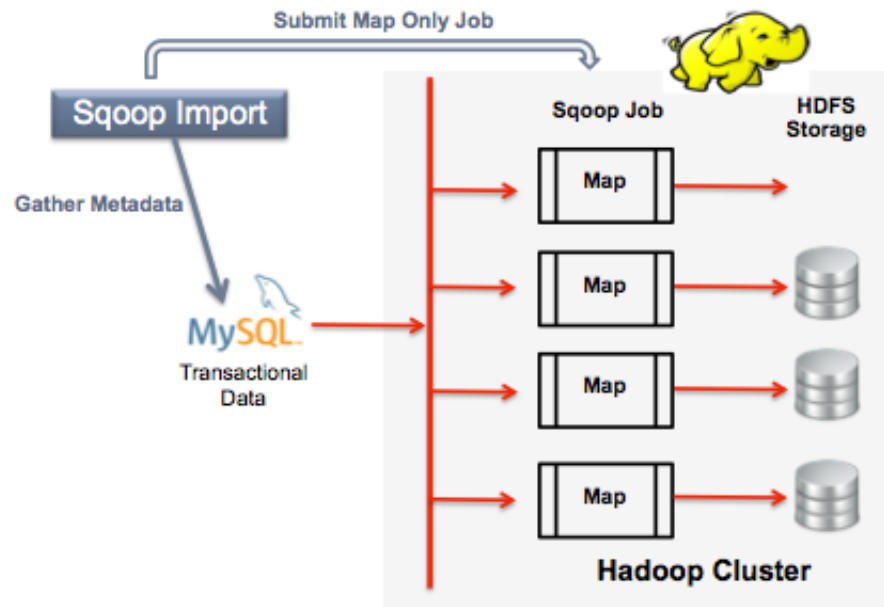 Submit Map Only Job
Sqoop Import
Sqoop Job
HDFS
Storage
Map
Gather Metadata
Map
MySQL
Transactional
Data
Map
Map
Hadoop Cluster